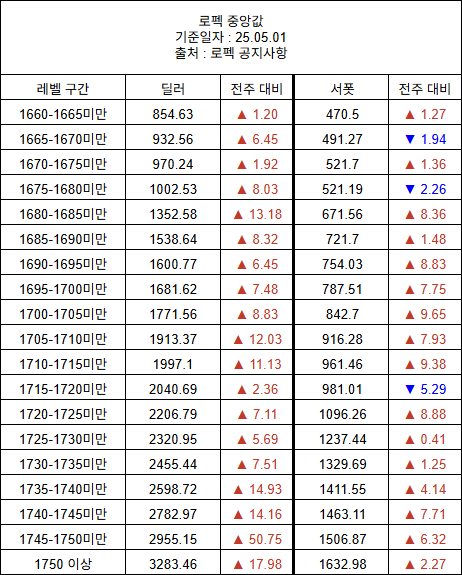 로펙 중앙값
기준일자 : 25.05.01
출처 : 로펙 공지사항
레벨 구간 딜러 전주 대비 서폿 전주 대비
1660-1665미만 854.63 ▲ 1.20 470.5 ▲ 1.27
1665-1670미만 932.56 ▲ 6.45 491.27 ▼ 1.94
1670-1675미만 970.24 ▲ 1.92 521.7 ▲ 1.36
1675-1680미만 1002.53 ▲ 8.03 521.19 ▼ 2.26
1680-1685미만 1352.58 ▲ 13.18 671.56 ▲ 8.36
1685-1690미만 1538.64 ▲ 8.32 721.7 ▲ 1.48
1690-1695미만 1600.77 ▲ 6.45 754.03 ▲ 8.83
1695-1700미만 1681.62 ▲ 7.48 787.51 ▲ 7.75
1700-1705미만 1771.56 ▲ 8.83 842.7 ▲ 9.65
1705-1710미만 1913.37 ▲ 12.03 916.28 ▲ 7.93
1710-1715미만 1997.1 ▲ 11.13 961.46 ▲ 9.38
1715-1720미만 2040.69 ▲ 2.36 981.01 ▼ 5.29
1720-1725미만 2206.79 ▲ 7.11 1096.26 ▲ 8.88
1725-1730미만 2320.95 ▲ 5.69 1237.44 ▲ 0.41
1730-1735미만 2455.44 ▲ 7.51 1329.69 ▲ 1.25
1735-1740미만 2598.72 ▲ 14.93 1411.55 ▲ 4.14
1740-1745미만 2782.97 ▲ 14.16 1463.11 ▲ 7.71
1745-1750미만 2955.15 ▲ 50.75 1506.87 ▲ 6.32
1750 이상 3283.46 ▲ 17.98 1632.98 ▲ 2.27